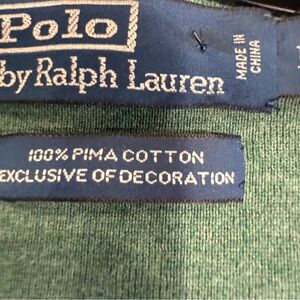 Polo
by Ralph Lauren
MADE IN
CHINA
100% PIMA COTTON
EXCLUSIVE OF DECORATION